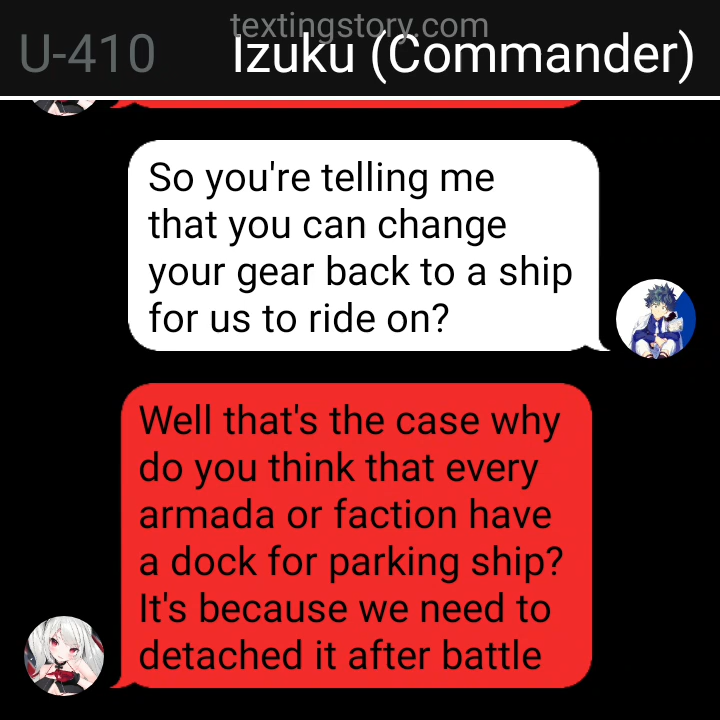 textingstory.com
U-410 Izuku (Commander)
So you're telling me
that you can change
your gear back to a ship
for us to ride on?
Well that's the case why
do you think that every
armada or faction have
a dock for parking ship?
It's because we need to
detached it after battle